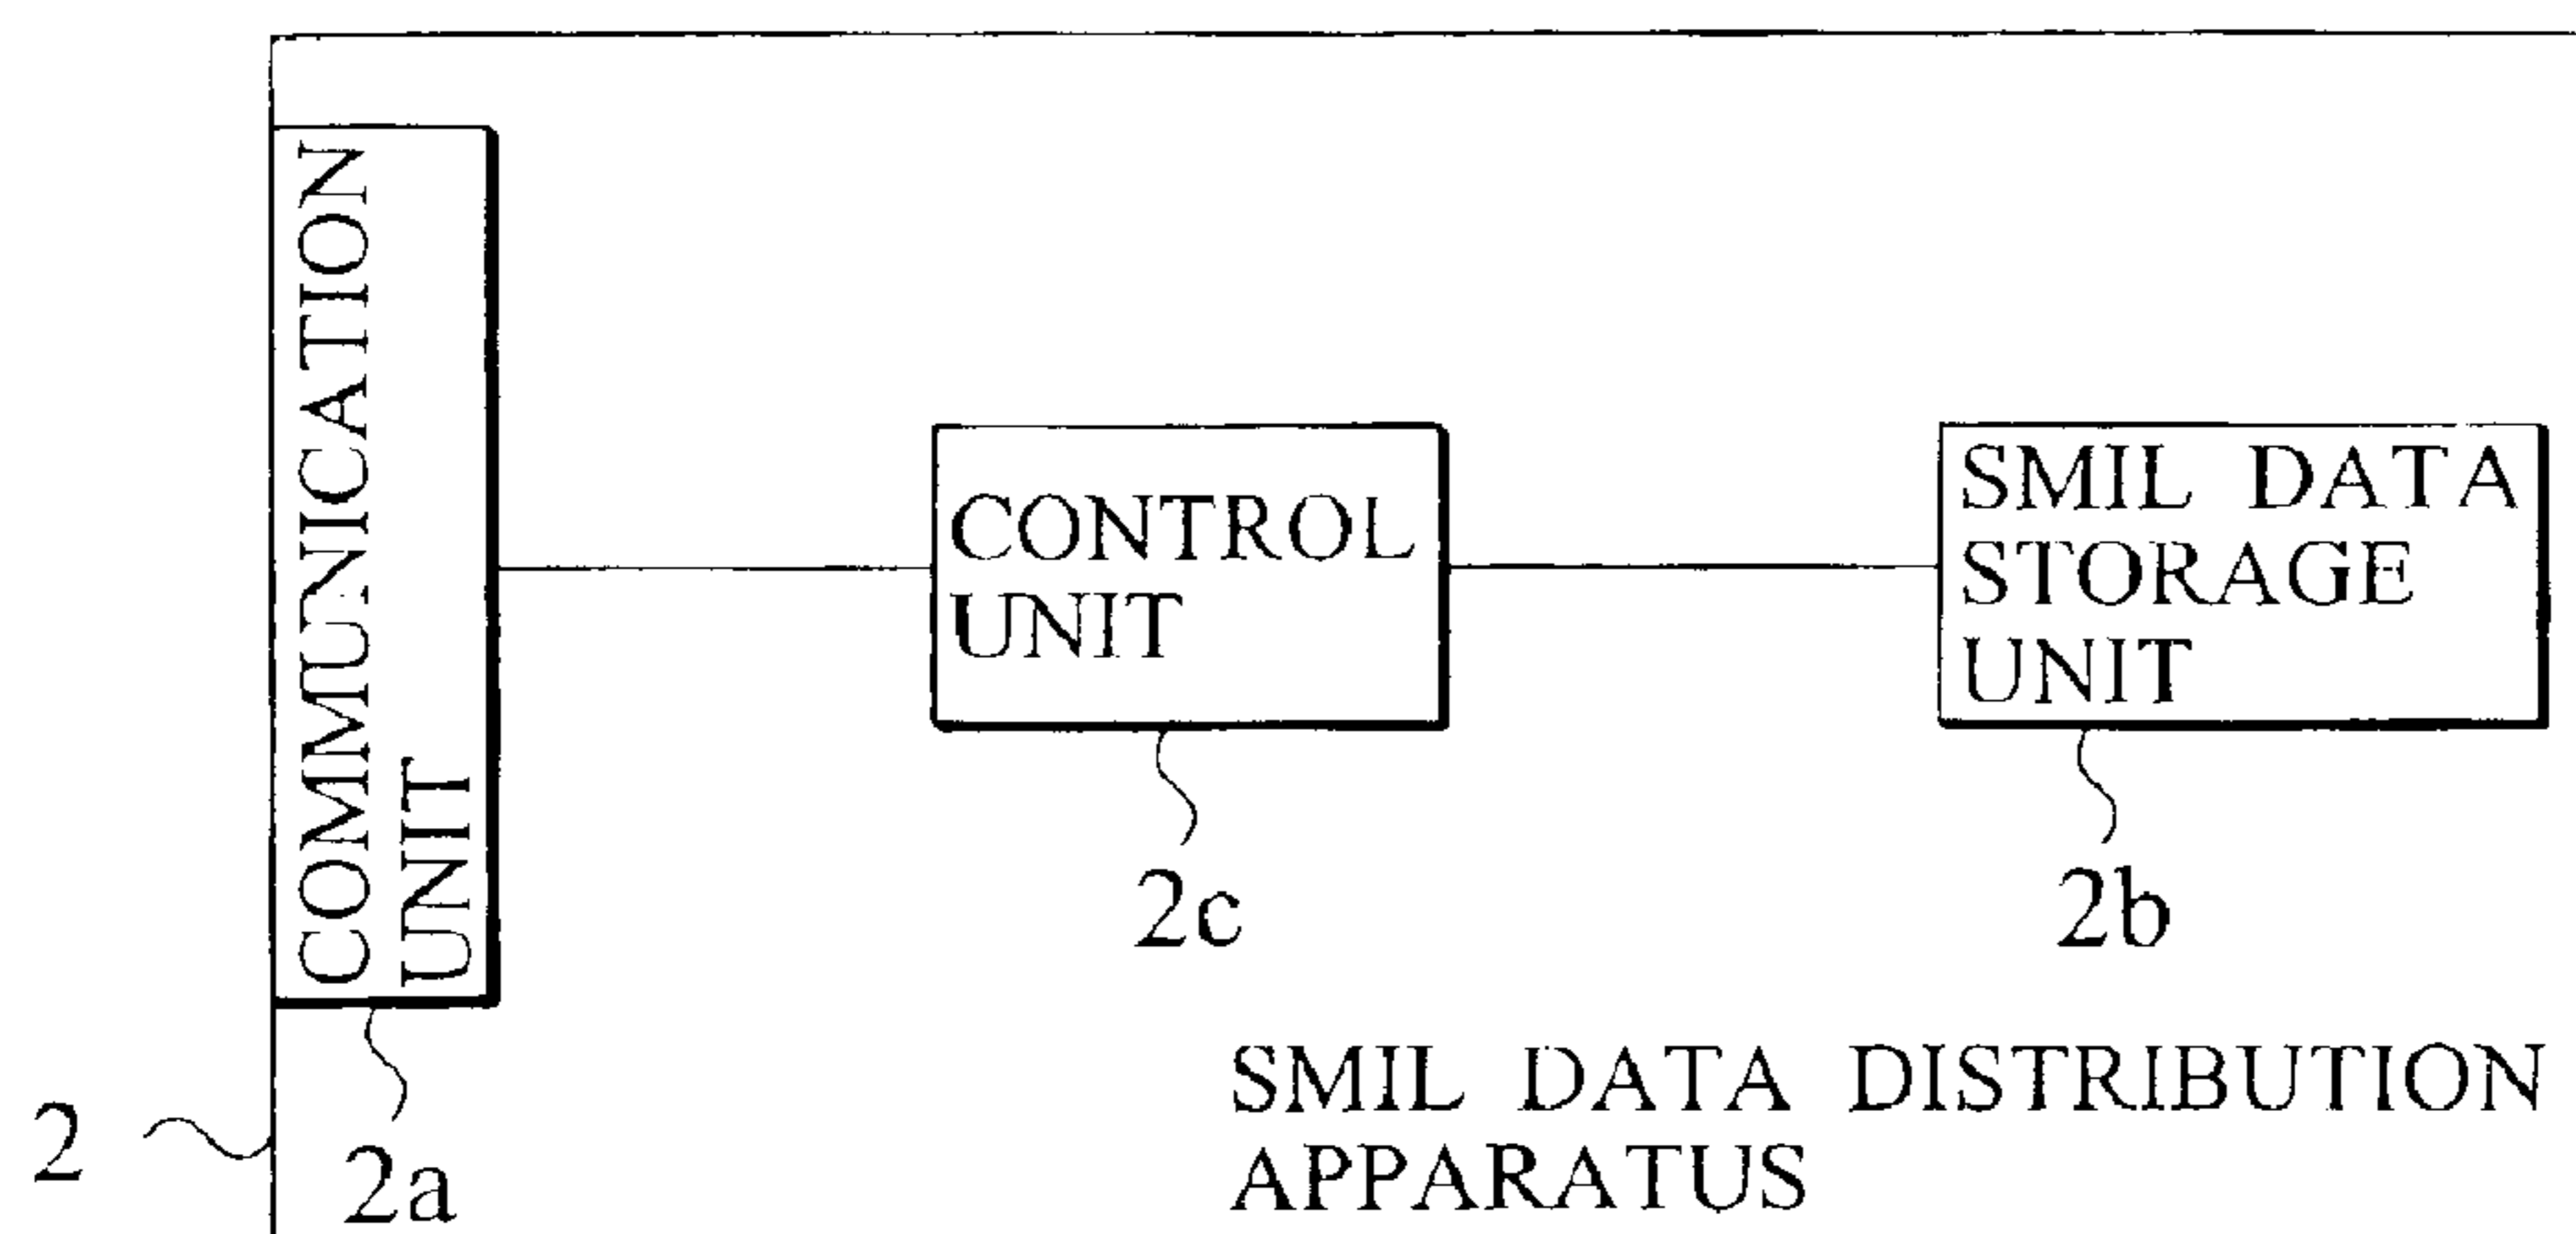 COMMUNICATION
UNIT
CONTROL
UNIT
SMIL DATA
STORAGE
UNIT
2c
2b
2
2a
SMIL DATA DISTRIBUTION
APPARATUS